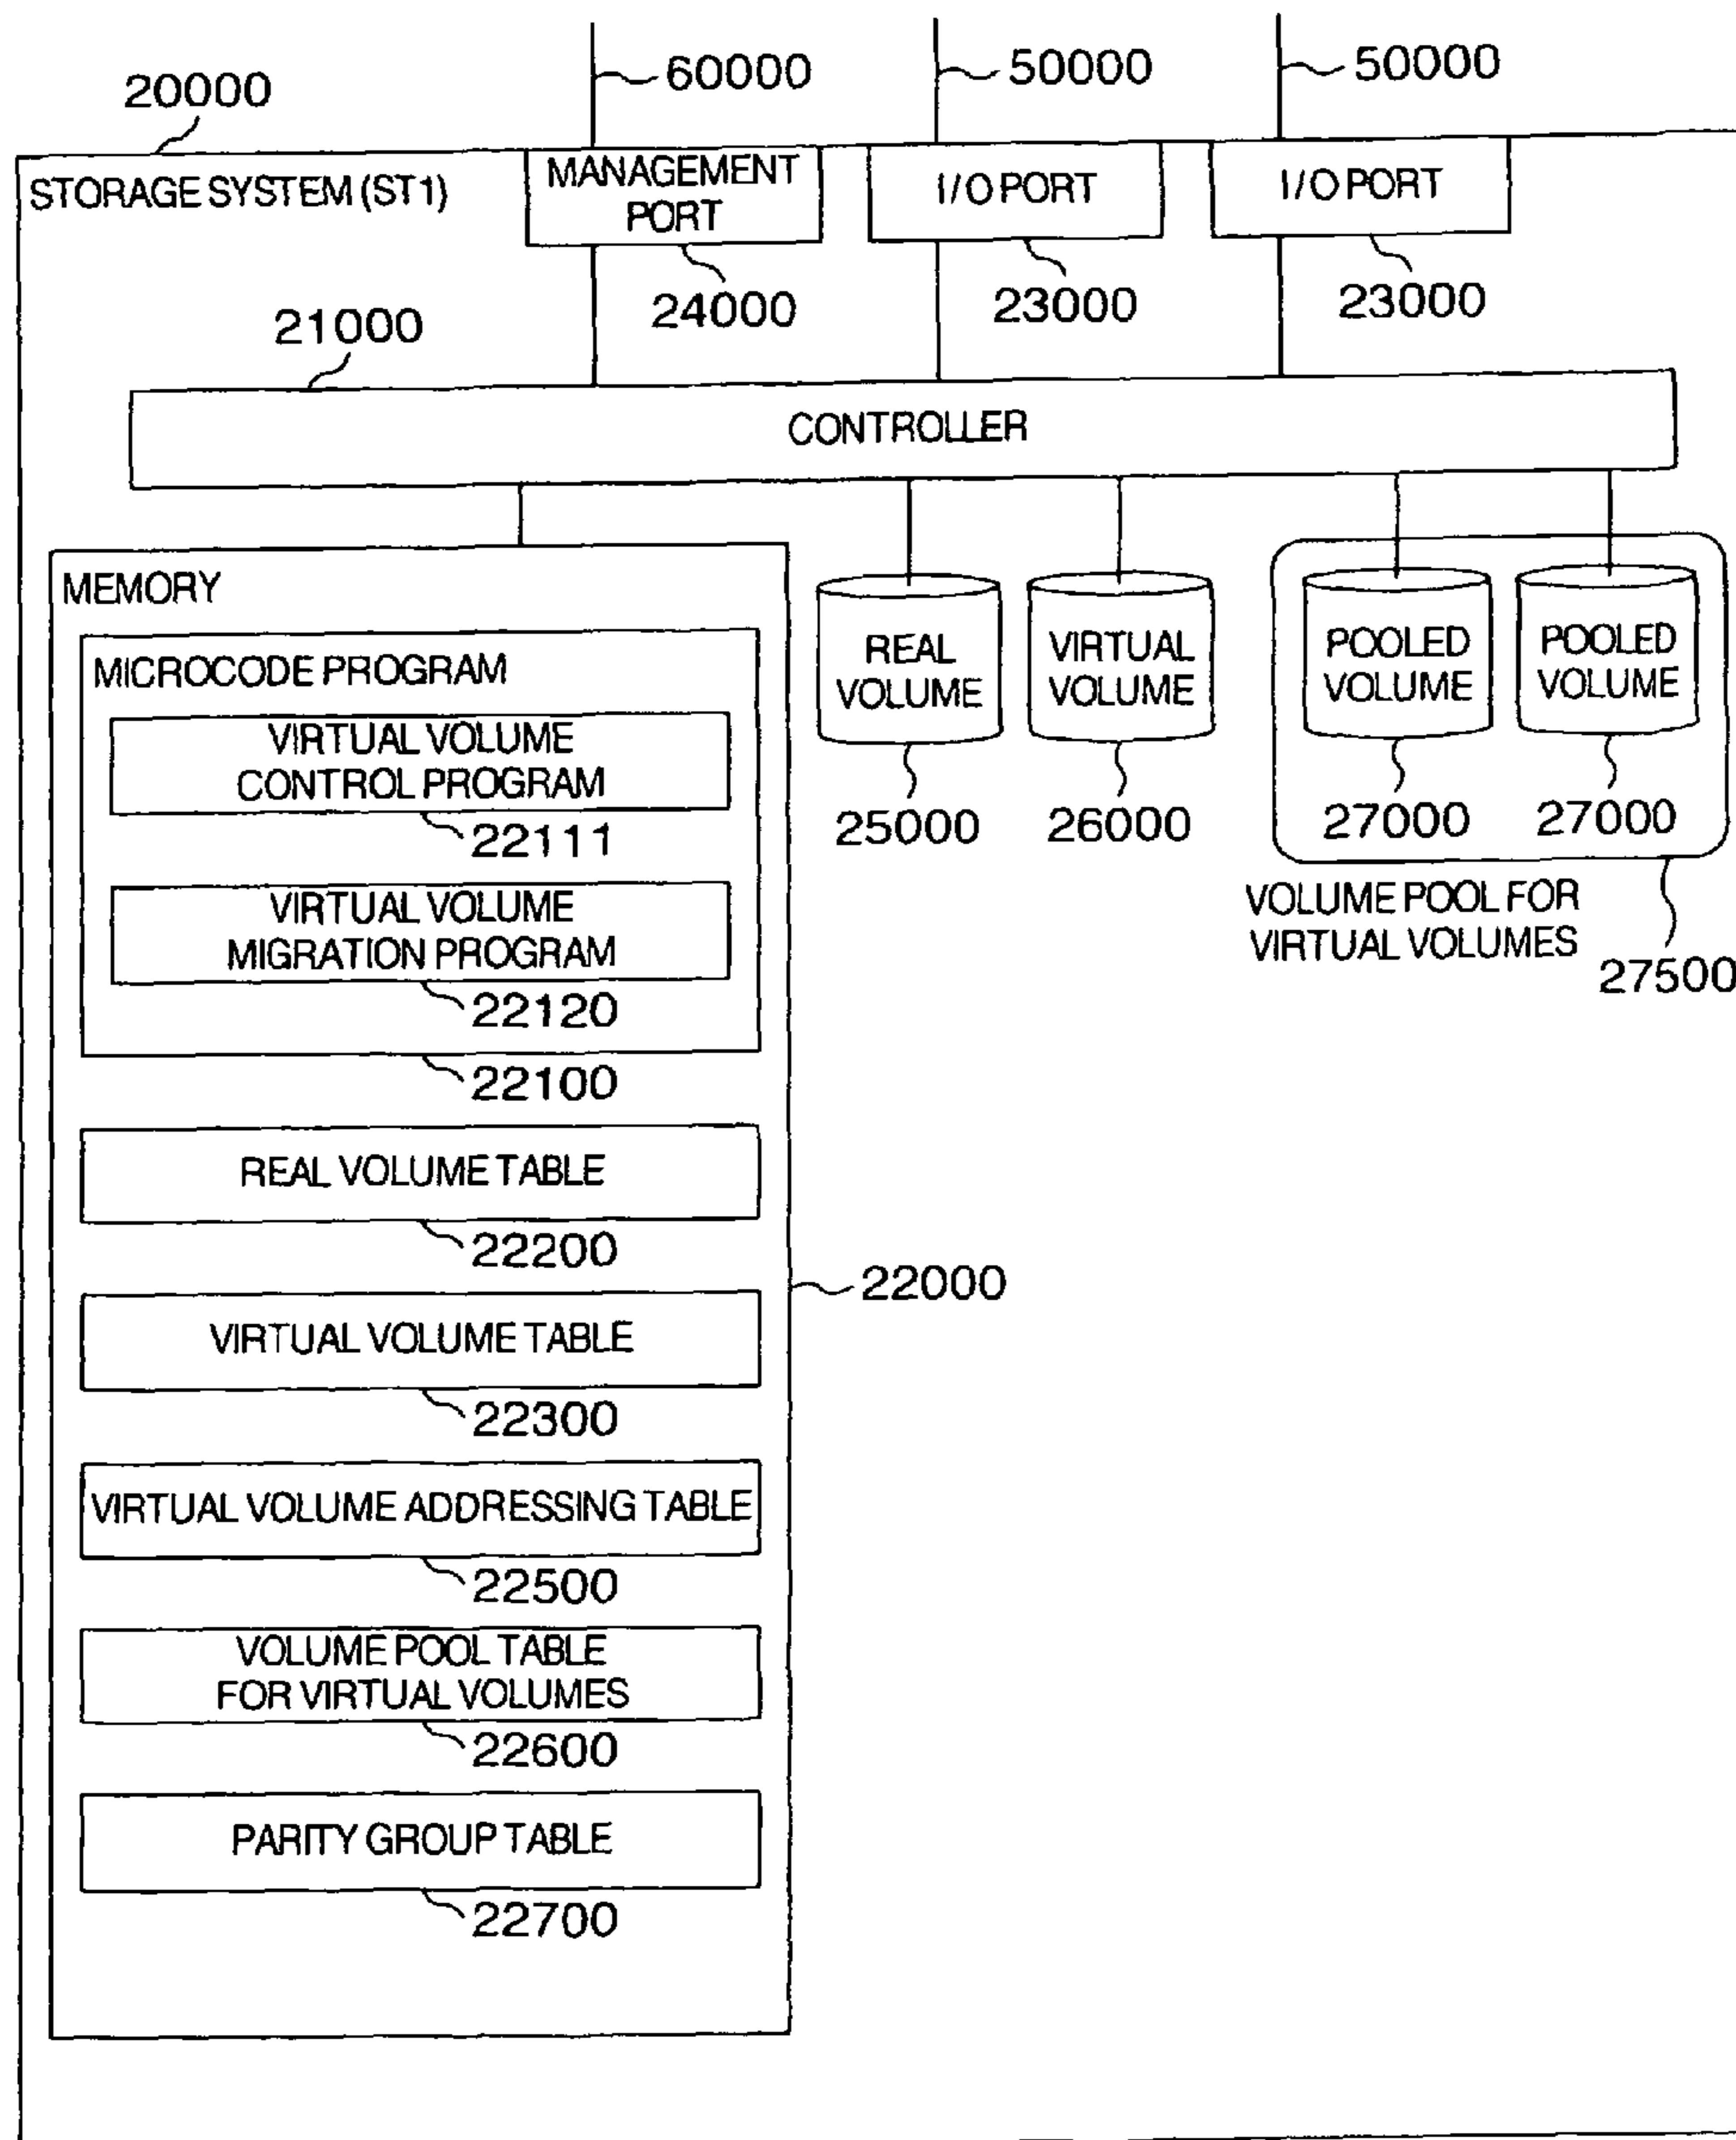 60000
50000
50000
20000
STORAGE SYSTEM (ST1)
MANAGEMENT
PORT
I/O PORT
I/O PORT
24000
23000
23000
21000
CONTROLLER
MEMORY
MICROCODE PROGRAM
VIRTUAL VOLUME
CONTROL PROGRAM
22111
VIRTUAL VOLUME
MIGRATION PROGRAM
22120
22100
REAL VOLUME TABLE
22200
VIRTUAL VOLUME TABLE
22300
VIRTUAL VOLUME ADDRESSING TABLE
22500
VOLUME POOL TABLE
FOR VIRTUAL VOLUMES
22600
PARITY GROUP TABLE
22700
22000
REAL
VOLUME
25000
VIRTUAL
VOLUME
26000
POOLED
VOLUME
27000
POOLED
VOLUME
27000
VOLUME POOL FOR
VIRTUAL VOLUMES
27500